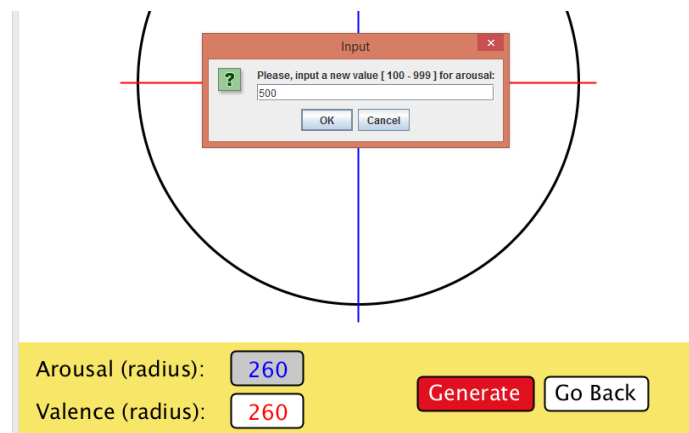 Input
×
?
Please, input a new value [ 100 - 999 ] for arousal:
500
OK Cancel
Arousal (radius): 260
Valence (radius): 260
Generate Go Back